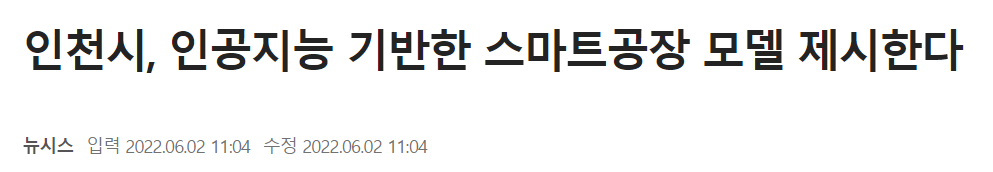 인천시, 인공지능 기반한 스마트공장 모델 제시한다
뉴시스 입력 2022.06.02 11:04 수정 2022.06.02 11:04